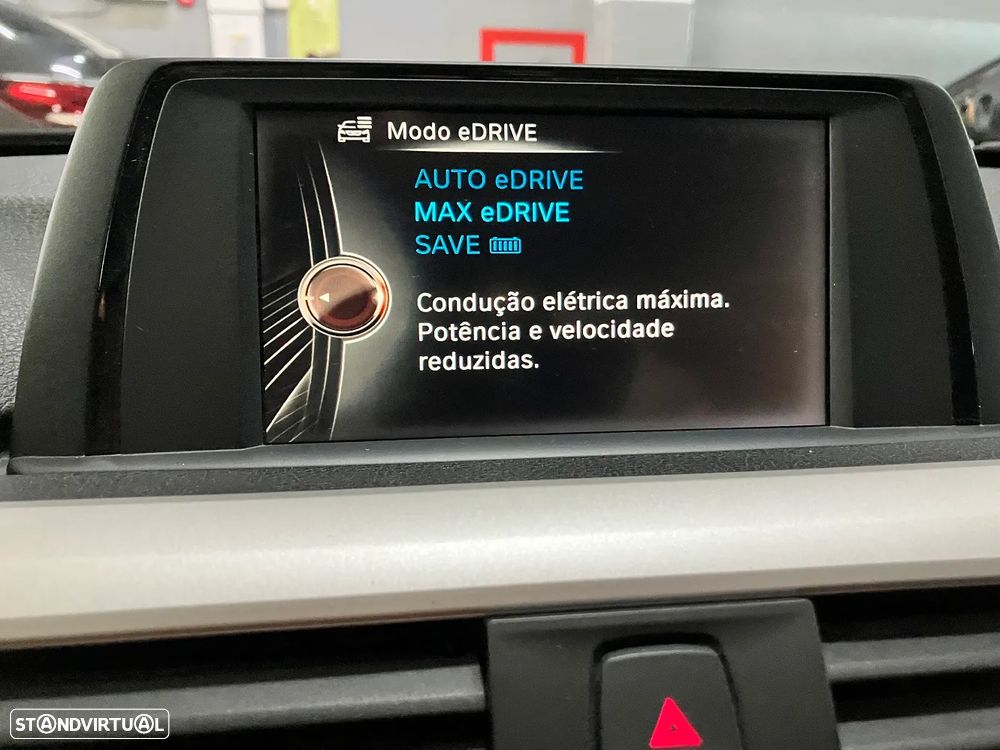 Modo eDRIVE
AUTO eDRIVE
MAX eDRIVE
SAVE
Condução elétrica máxima.
Potência e velocidade
reduzidas.
STANDVIRTUAL